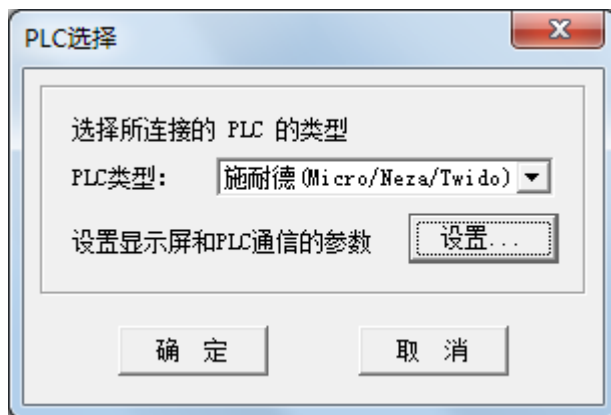 PLC选择
选择所连接的 PLC 的类型
PLC类型: 施耐德(Micro/Neza/Twido)
设置显示屏和PLC通信的参数 设置...
确 定 取 消